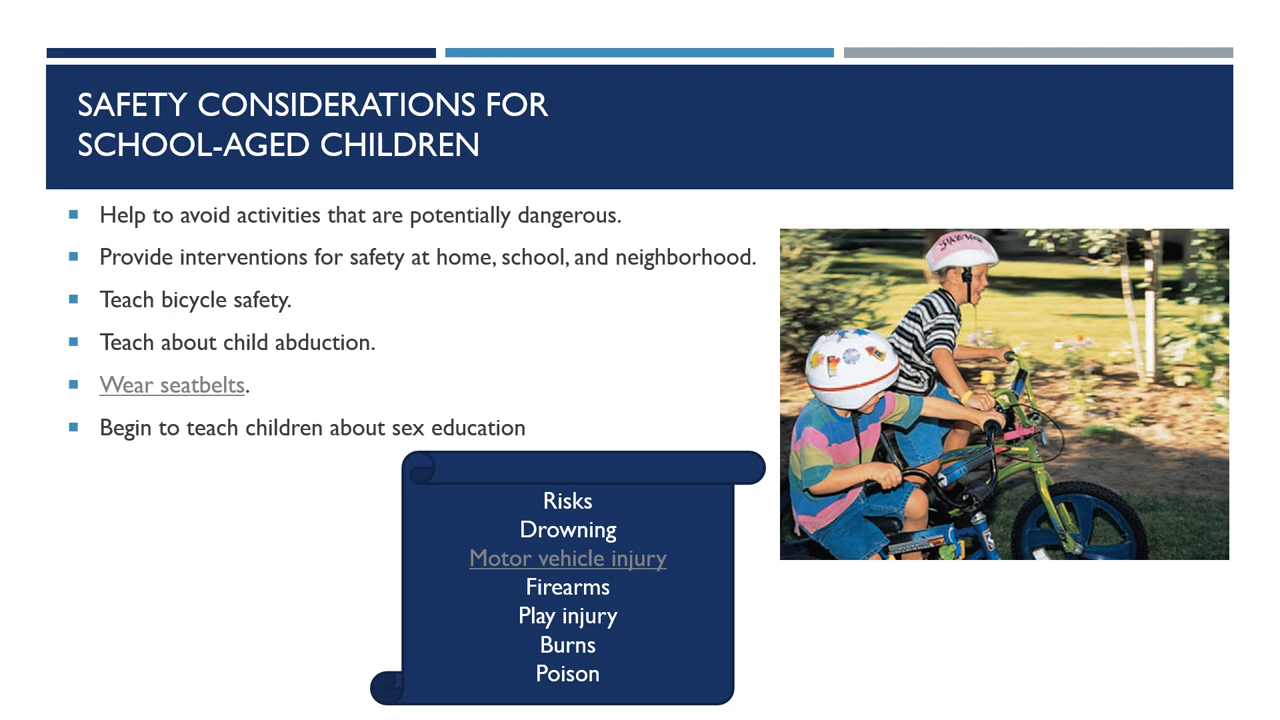 SAFETY CONSIDERATIONS FOR
SCHOOL-AGED CHILDREN
Help to avoid activities that are potentially dangerous.
Provide interventions for safety at home, school, and neighborhood.
Teach bicycle safety.
Teach about child abduction.
Wear seatbelts.
Begin to teach children about sex education
Risks
Drowning
Motor vehicle injury
Firearms
Play injury
Burns
Poison